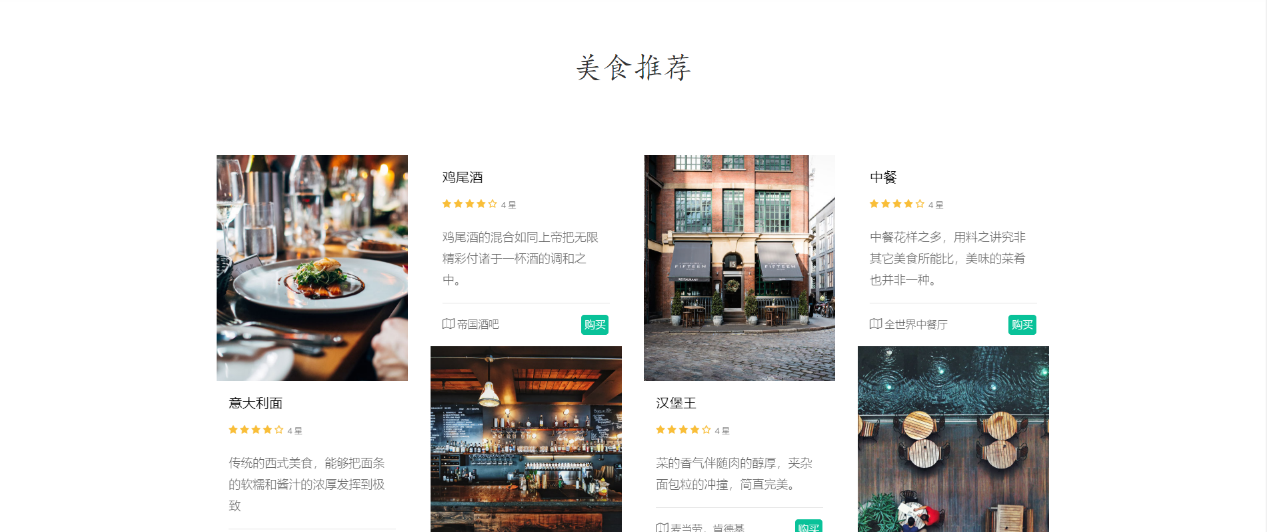 美食推荐
鸡尾酒
4 星
鸡尾酒的混合如同上帝把无限
精彩付诸于一杯酒的调和之
中。
帝国酒吧
购买
FIFTEEN
中餐
4 星
中餐花样之多，用料之讲究非
其它美食所能比，美味的菜肴
也并非一种。
全世界中餐厅
购买
意大利面
4 星
传统的西式美食，能够把面条
的软糯和酱汁的浓厚发挥到极
致
汉堡王
4 星
菜的香气伴随肉的醇厚，夹杂
面包粒的冲撞，简直完美。
麦当劳、肯德基
购买